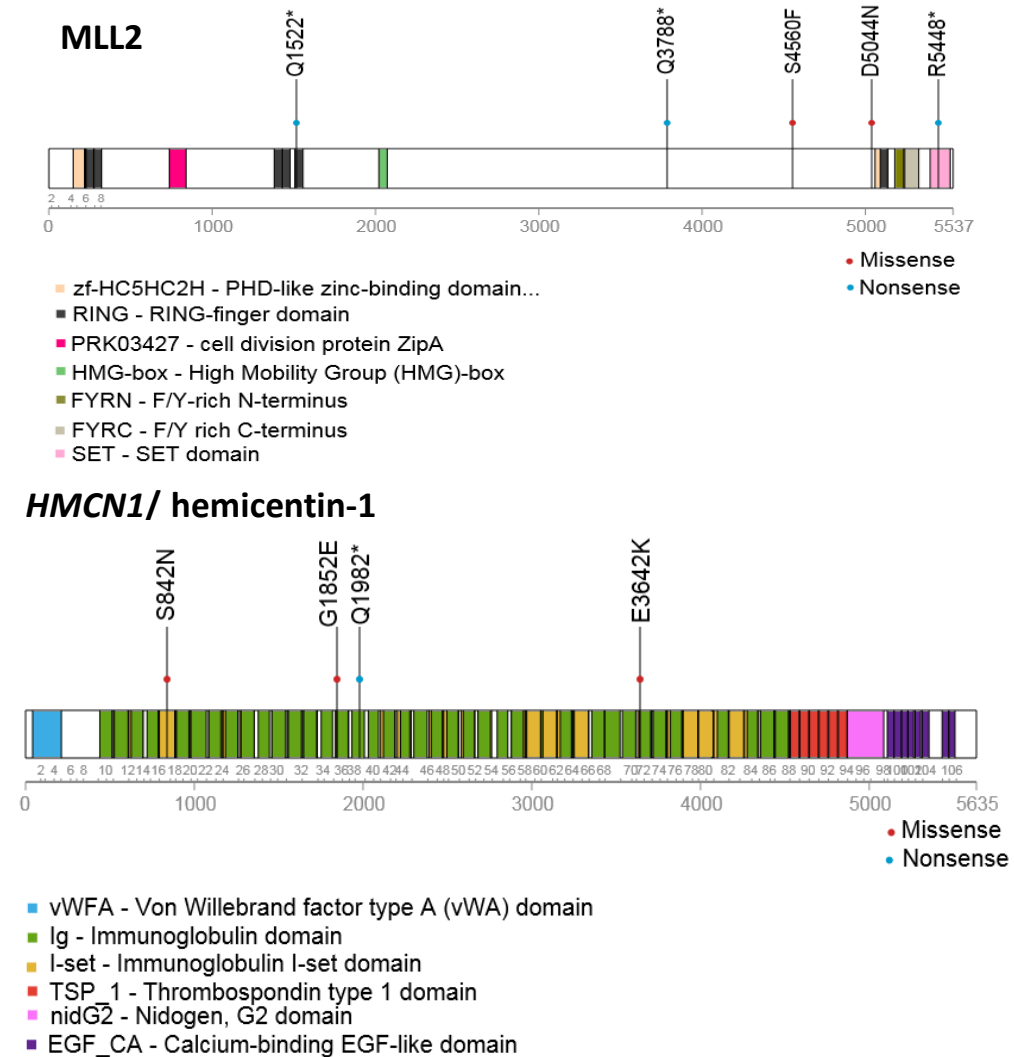 MLL2
Q1522*
Q3788*
S4560F
D5044N
R5448*
2 4 6 8
0 1000 2000 3000 4000 5000 5537
Missense
Nonsense
zf-HC5HC2H - PHD-like zinc-binding domain...
RING - RING-finger domain
PRK03427 - cell division protein ZipA
HMG-box - High Mobility Group (HMG)-box
FYRN - F/Y-rich N-terminus
FYRC - F/Y rich C-terminus
SET - SET domain
HMCN1/ hemicentin-1
S842N
G1852E
Q1982*
E3642K
2 4 6 8 10 12 14 16 18 20 22 24 26 28 30 32 34 36 38 40 42 44 46 48 50 52 54 56 58 60 62 64 66 68 70 72 74 76 78 80 82 84 86 88 90 92 94 96 98 100 102 104 106
0 1000 2000 3000 4000 5000 5635
Missense
Nonsense
vWFA - Von Willebrand factor type A (vWA) domain
Ig - Immunoglobulin domain
I-set - Immunoglobulin I-set domain
TSP_1 - Thrombospondin type 1 domain
nidG2 - Nidogen, G2 domain
EGF_CA - Calcium-binding EGF-like domain